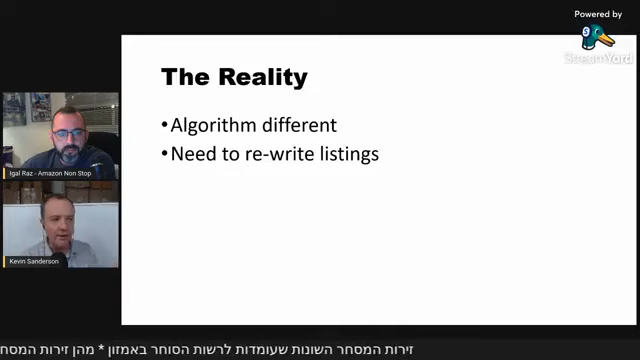 Powered by
StreamYard
The Reality
•Algorithm different
•Need to re-write listings
Igal Raz - Amazon Non Stop
Kevin Sanderson
זירות המסחר השונות שעומדות לרשות הסוחר באמזון * מהן זירות המסח